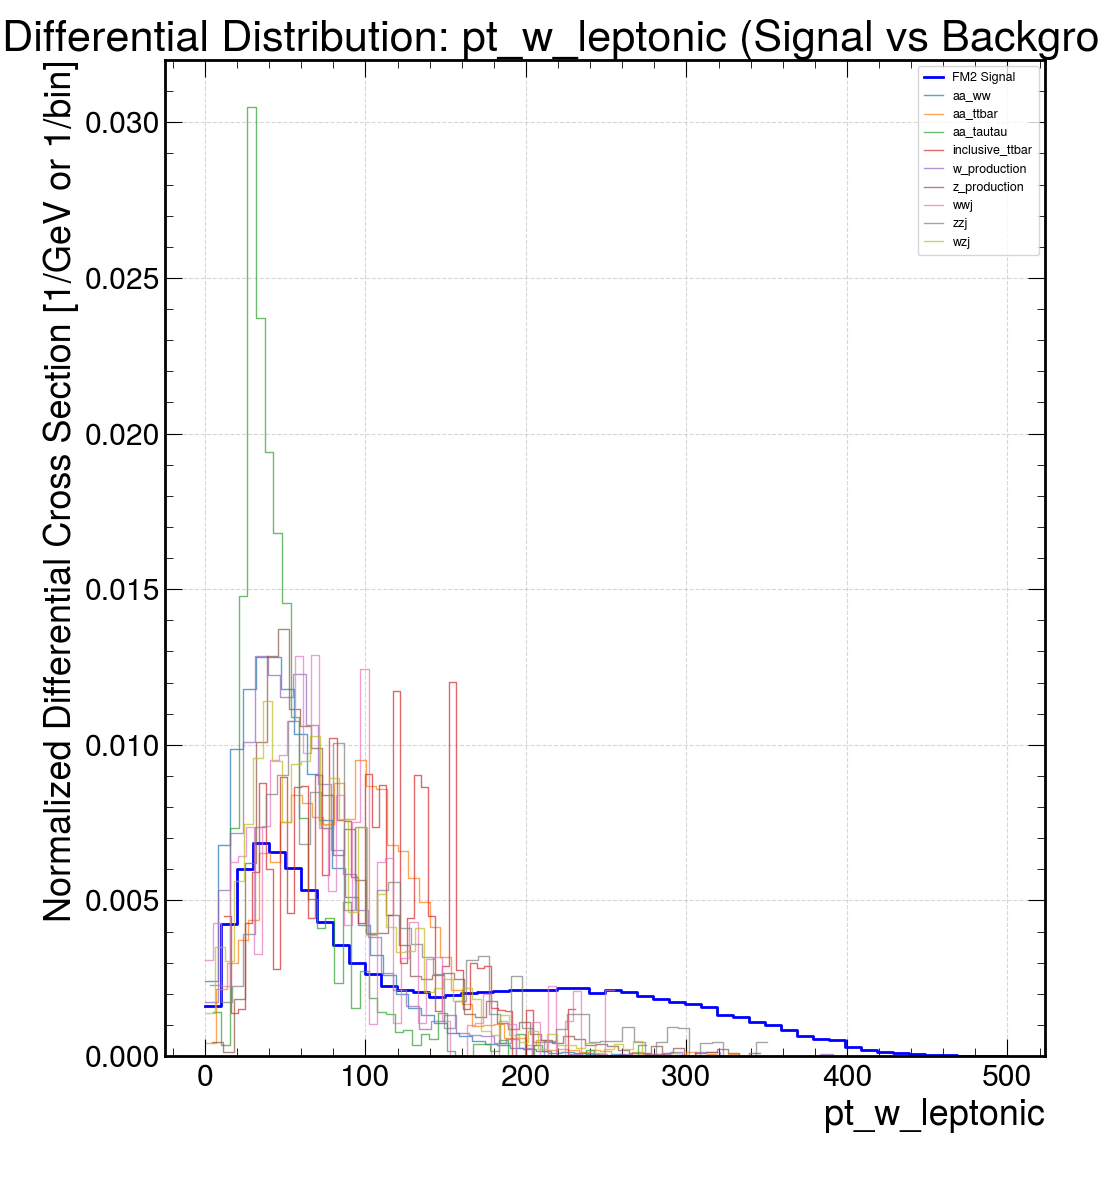 Differential Distribution: pt_w_leptonic (Signal vs Backgro
Normalized Differential Cross Section [1/GeV or 1/bin]
0.030
0.025
0.020
0.015
0.010
0.005
0.000
FM2 Signal
aa_ww
aa_ttbar
aa_tautau
inclusive_ttbar
w_production
z_production
wwj
zzj
wzj
0 100 200 300 400 500
pt_w_leptonic